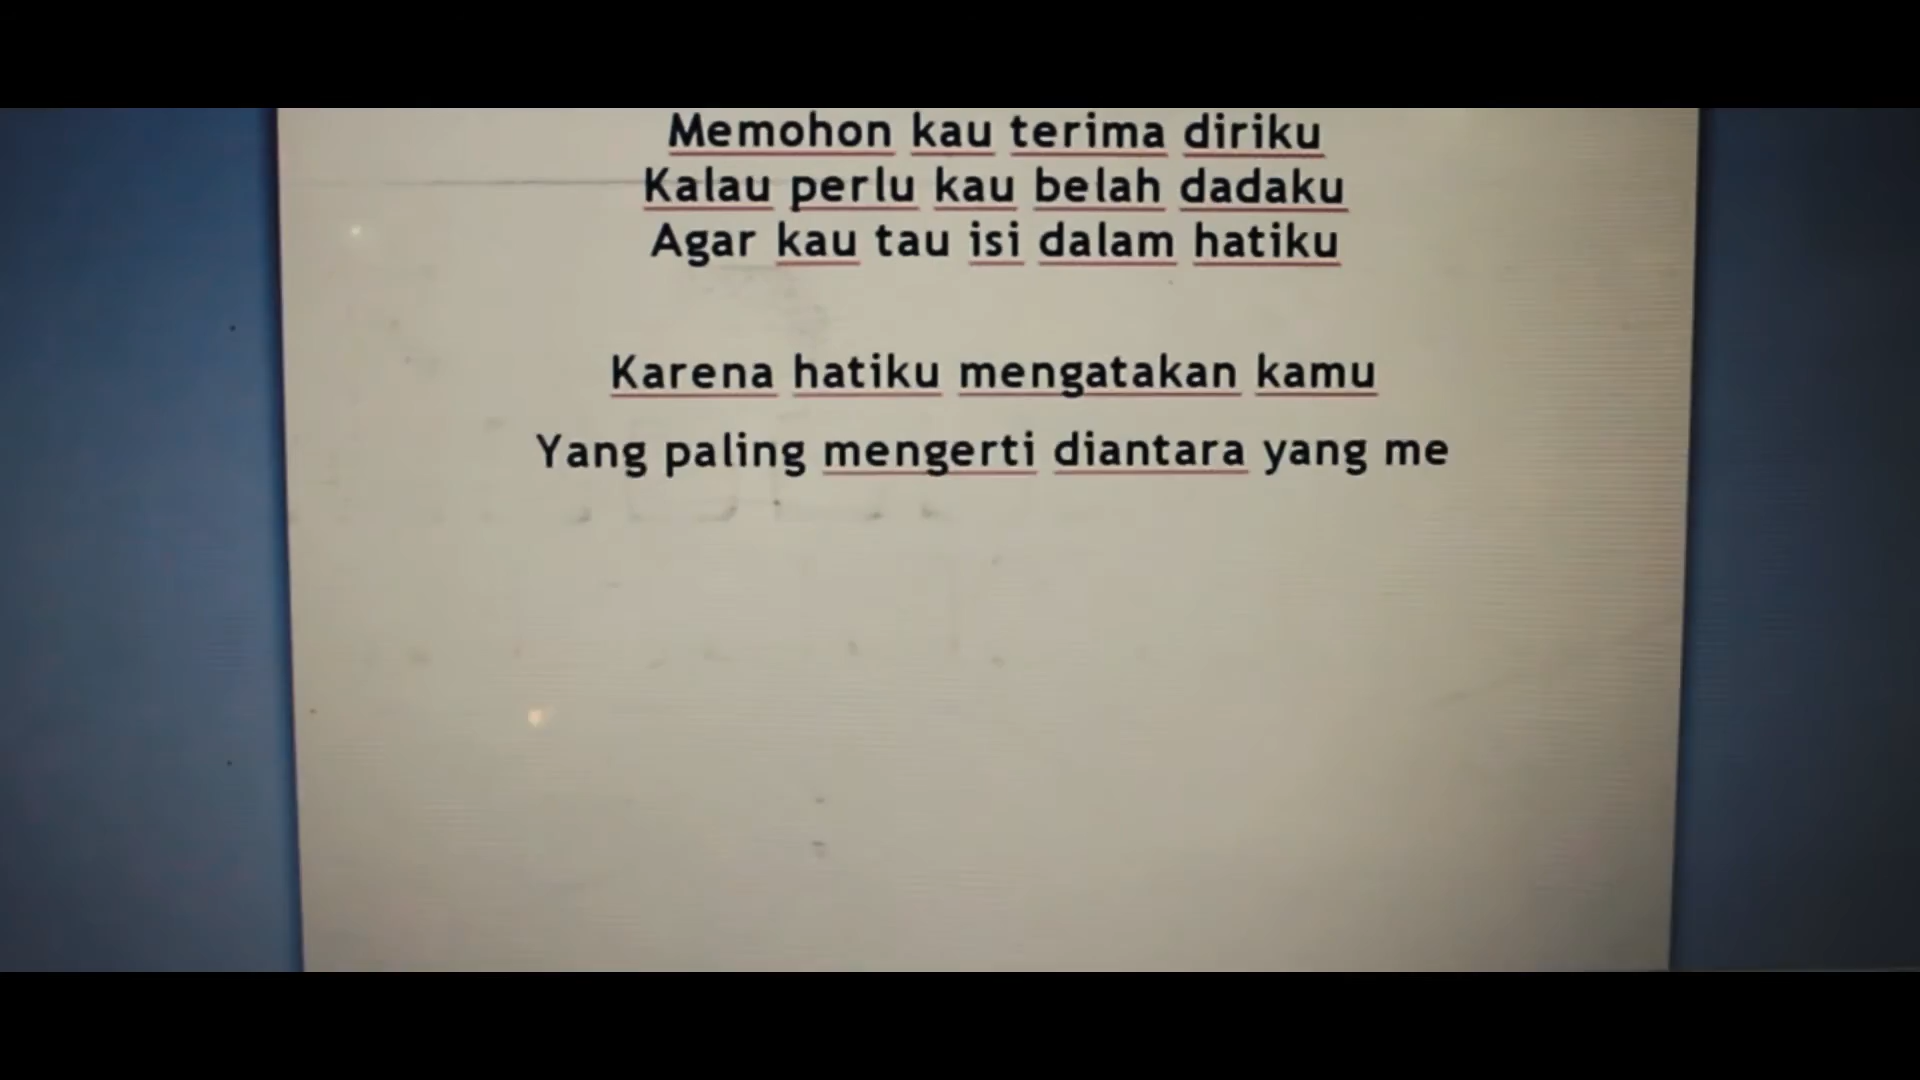 Memohon kau terima diriku
Kalau perlu kau belah dadaku
Agar kau tau isi dalam hatiku
Karena hatiku mengatakan kamu
Yang paling mengerti diantara yang me